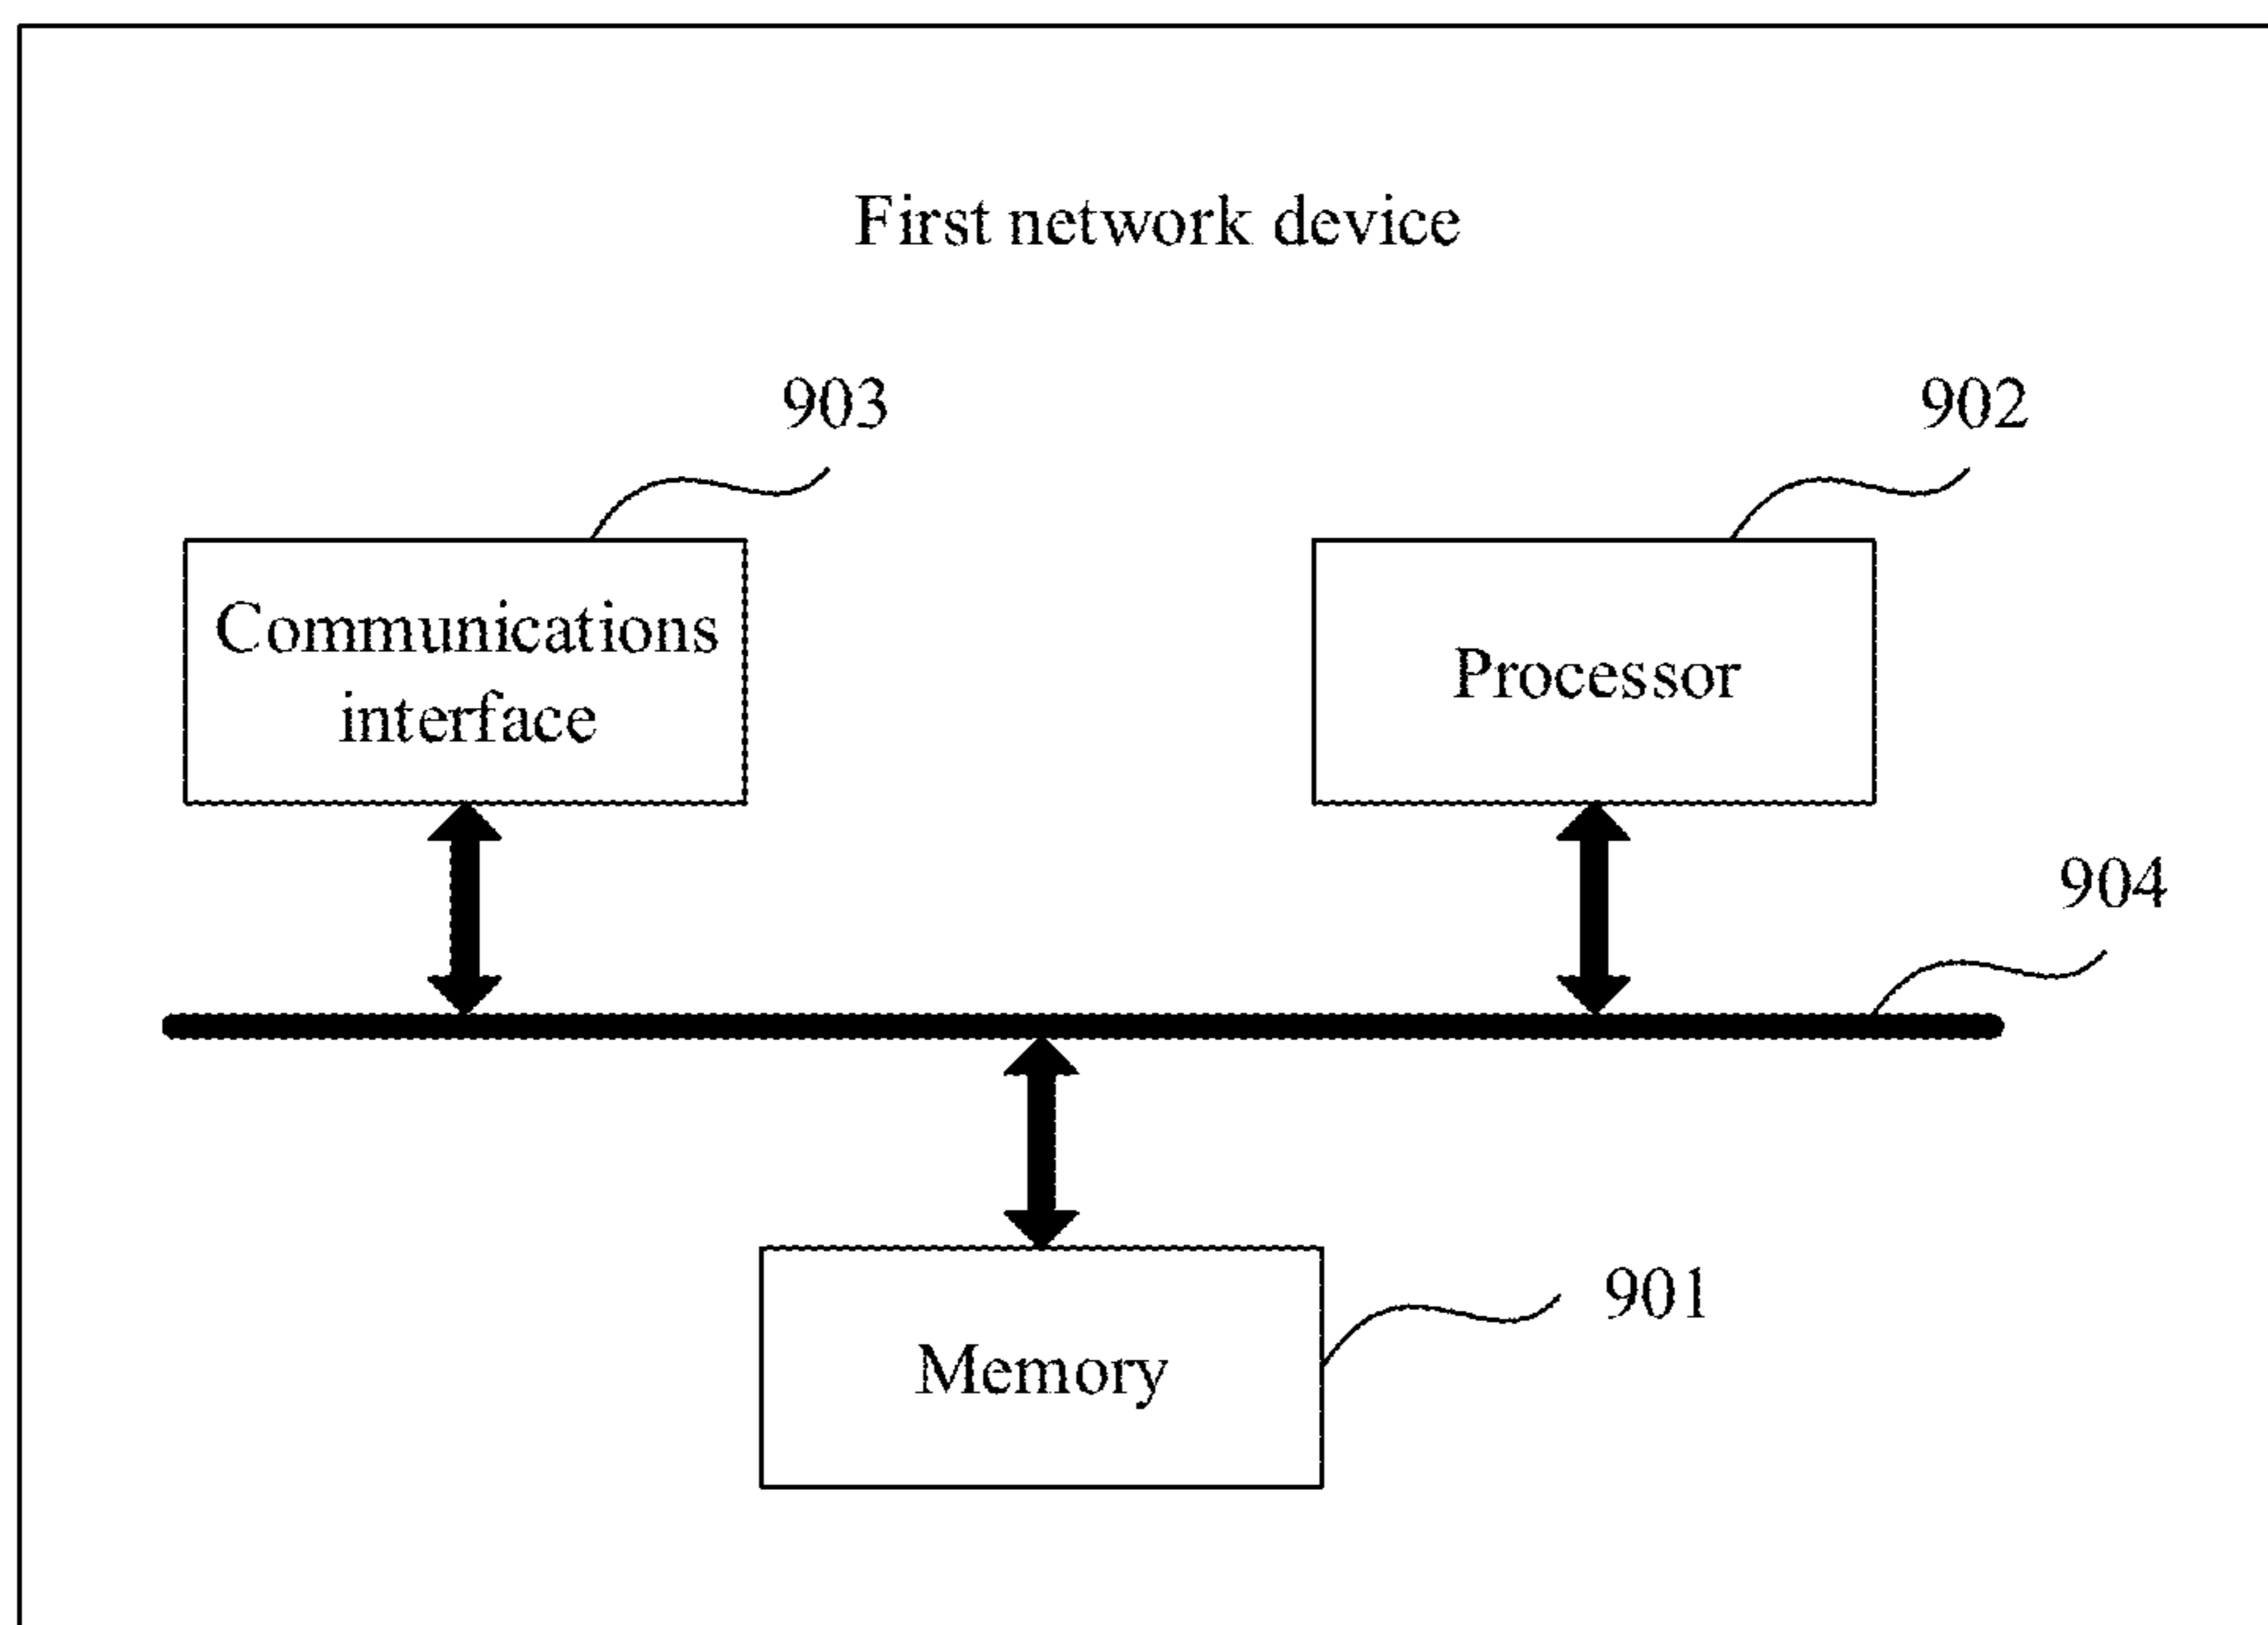 First network device
903
902
Communications
interface
Processor
904
901
Memory